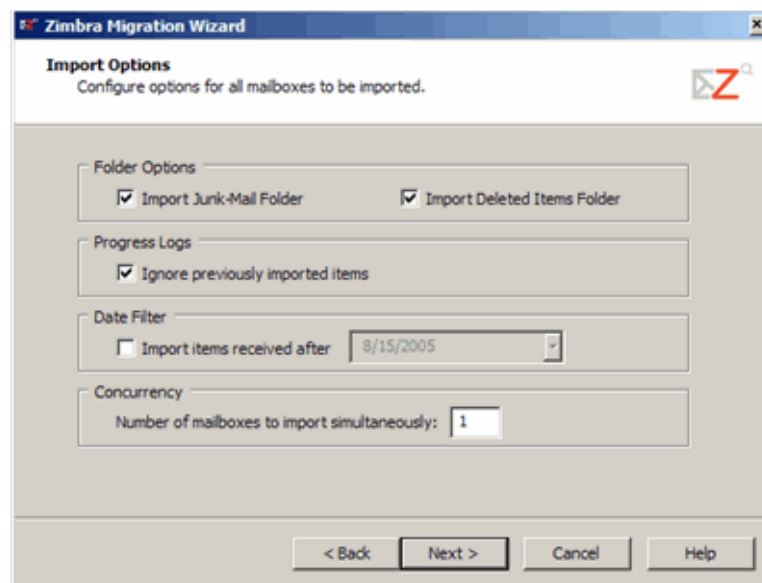 Zimbra Migration Wizard
Import Options
Configure options for all mailboxes to be imported.
Folder Options
Import Junk-Mail Folder Import Deleted Items Folder
Progress Logs
Ignore previously imported items
Date Filter
Import items received after 8/15/2005
Concurrency
Number of mailboxes to import simultaneously: 1
< Back Next > Cancel Help